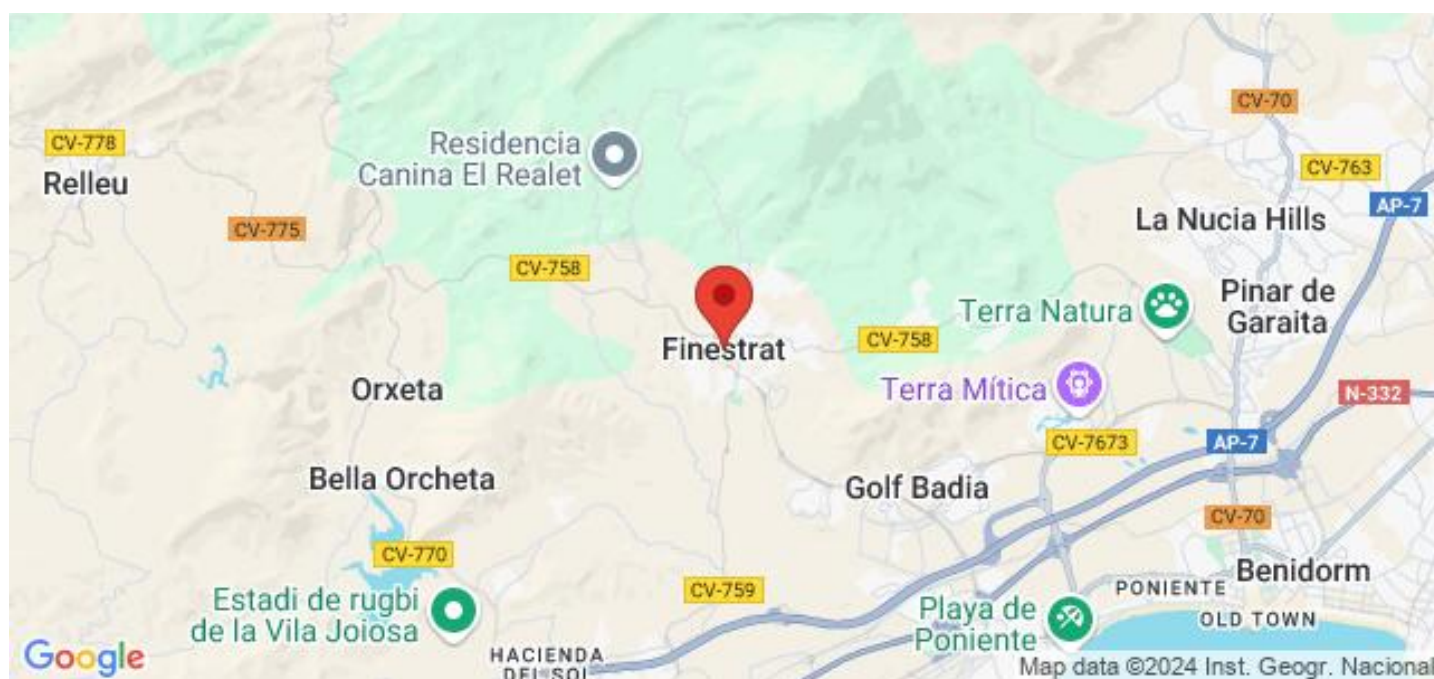 CV-70
CV-778
Residencia
Canina El Realet
CV-763
Relleu
AP-7
La Nucia Hills
CV-775
CV-758
Pinar de
Garaita
Terra Natura
Finestrat
CV-758
Orxeta
Terra Mítica
N-332
CV-7673
AP-7
Bella Orcheta
Golf Badia
CV-70
CV-770
Benidorm
CV-759
PONIENTE
Estadi de rugbi
de la Vila Joiosa
Playa de
Poniente
OLD TOWN
Google
HACIENDA
DEL SOL
Map data ©2024 Inst. Geogr. Nacional